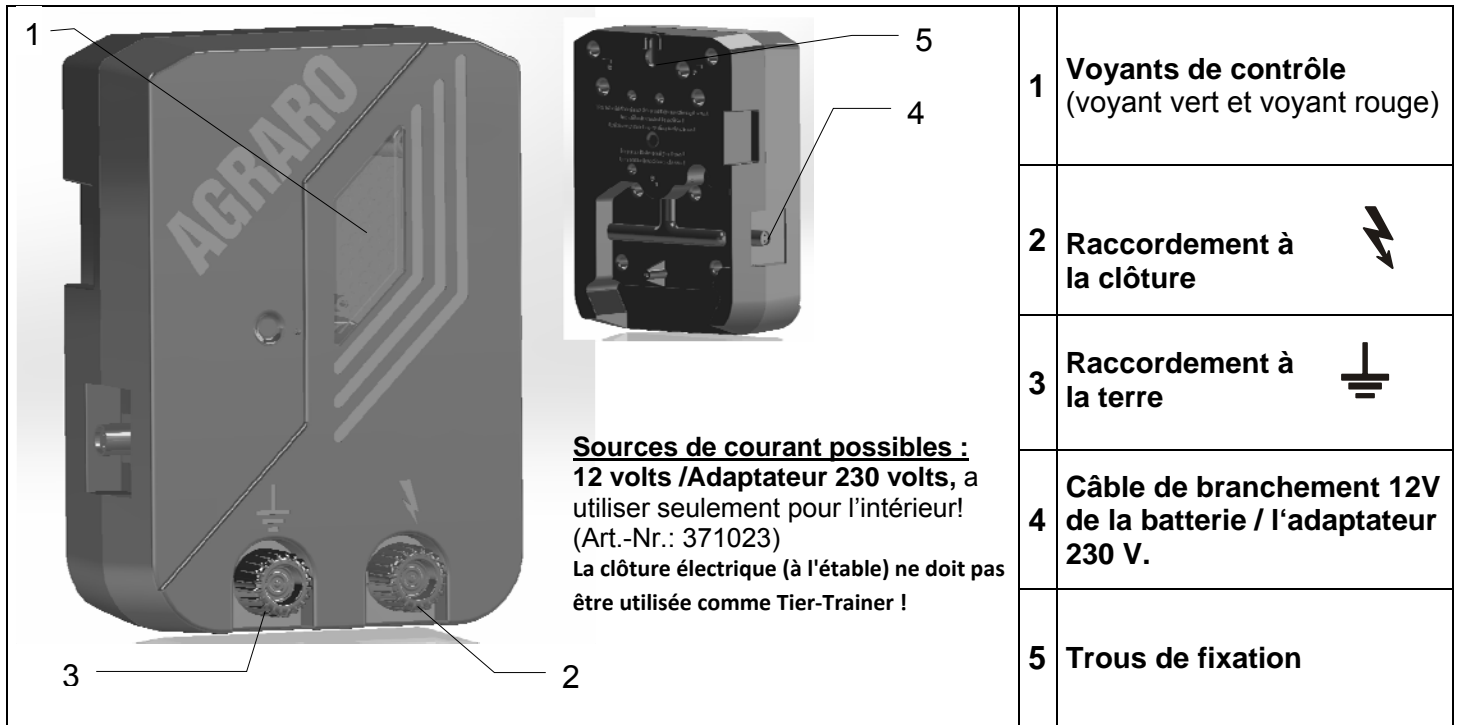 1
AGRARO
5
4
3
2
Sources de courant possibles :
12 volts /Adaptateur 230 volts, a
utiliser seulement pour l’intérieur!
(Art.-Nr.: 371023)
La clôture électrique (à l'étable) ne doit pas
être utilisée comme Tier-Trainer !
1
Voyants de contrôle
(voyant vert et voyant rouge)
2
Raccordement à
la clôture
3
Raccordement à
la terre
4
Câble de branchement 12V
de la batterie / l‘adaptateur
230 V.
5
Trous de fixation